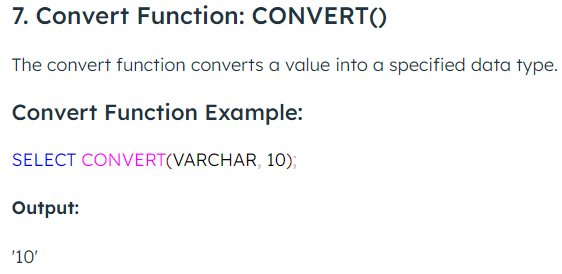 7. Convert Function: CONVERT()
The convert function converts a value into a specified data type.
Convert Function Example:
SELECT CONVERT(VARCHAR, 10);
Output:
'10'